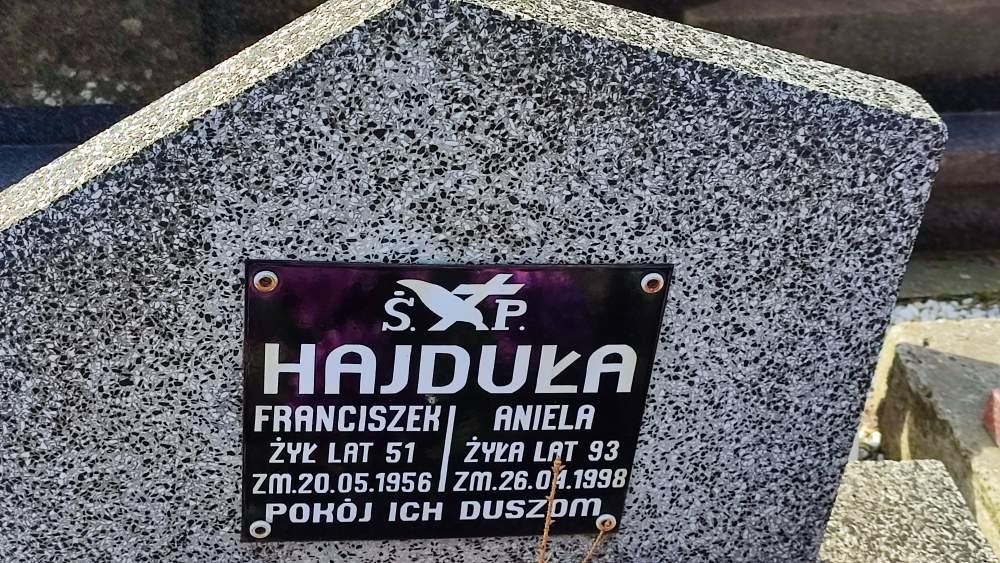 Ś. P.
HAJDUŁA
FRANCISZEK
ŻYŁ LAT 51
ZM.20.05.1956
ANIELA
ŻYŁA LAT 93
ZM.26.04.1998
POKÓJ ICH DUSZOM